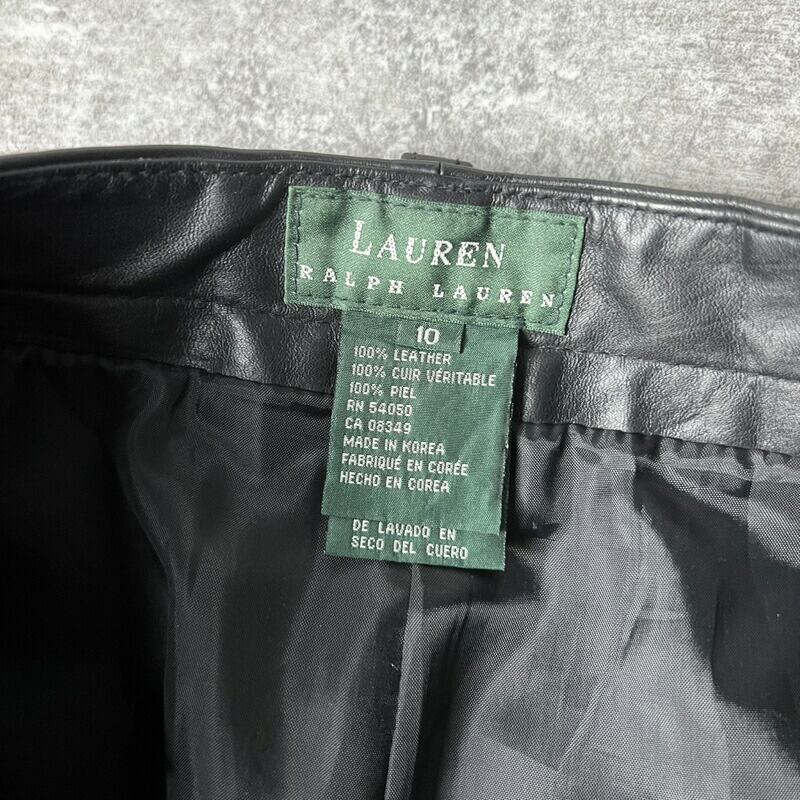 LAUREN
RALPH LAUREN
10
100% LEATHER
100% CUIR VÉRITABLE
100% PIEL
RN 54050
CA 08349
MADE IN KOREA
FABRIQUÉ EN CORÉE
HECHO EN COREA
DE LAVADO EN
SECO DEL CUERO